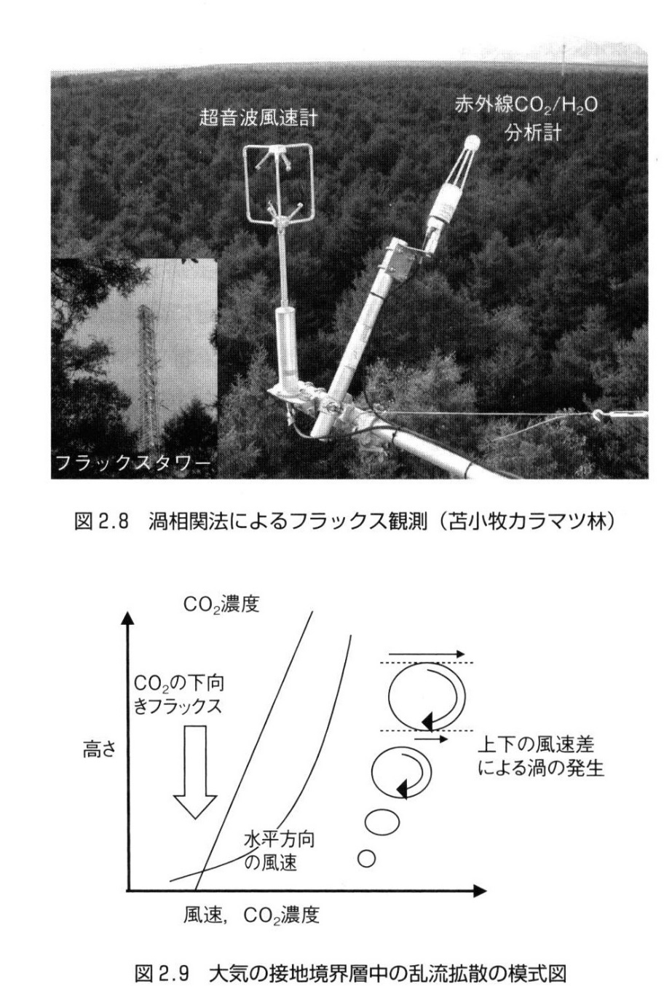 超音波風速計
赤外線CO₂/H₂O
分析計
フラックスタワー
図2.8 渦相関法によるフラックス観測（苫小牧カラマツ林）
CO₂濃度
CO₂の下向
きフラックス
高さ
上下の風速差
による渦の発生
水平方向
の風速
風速，CO₂濃度
図2.9 大気の接地境界層中の乱流拡散の模式図